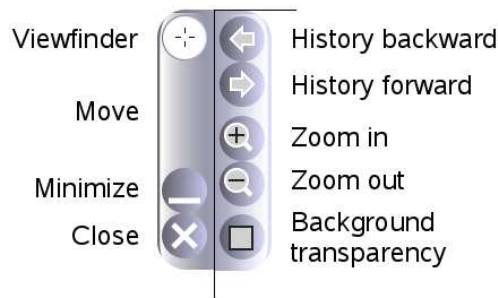 Viewfinder
Move
Minimize
Close
History backward
History forward
Zoom in
Zoom out
Background
transparency